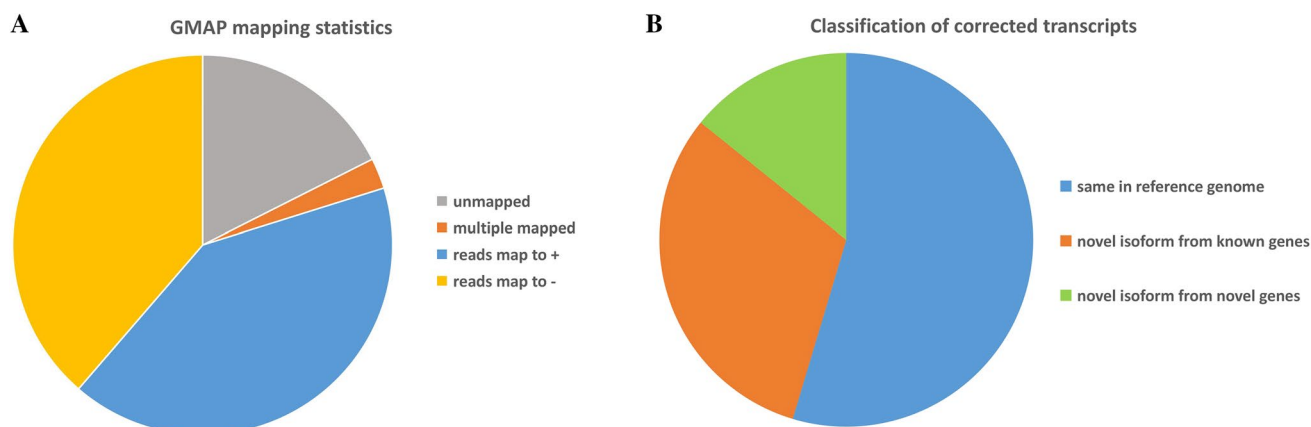 A
GMAP mapping statistics
unmapped
multiple mapped
reads map to +
reads map to -
B
Classification of corrected transcripts
same in reference genome
novel isoform from known genes
novel isoform from novel genes